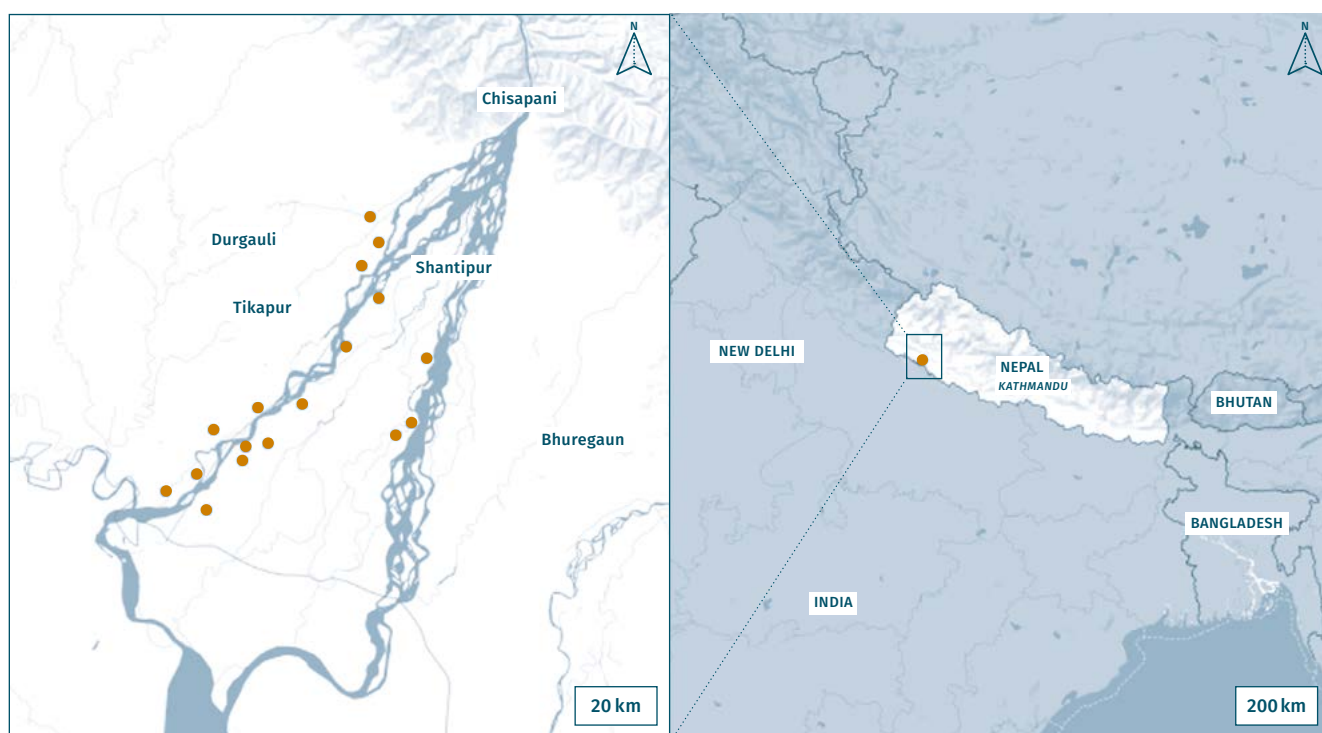 N
Chisapani
Durgauli
Shantipur
Tikapur
Bhuregaun
20 km
N
NEW DELHI
NEPAL
KATHMANDU
BHUTAN
BANGLADESH
INDIA
200 km